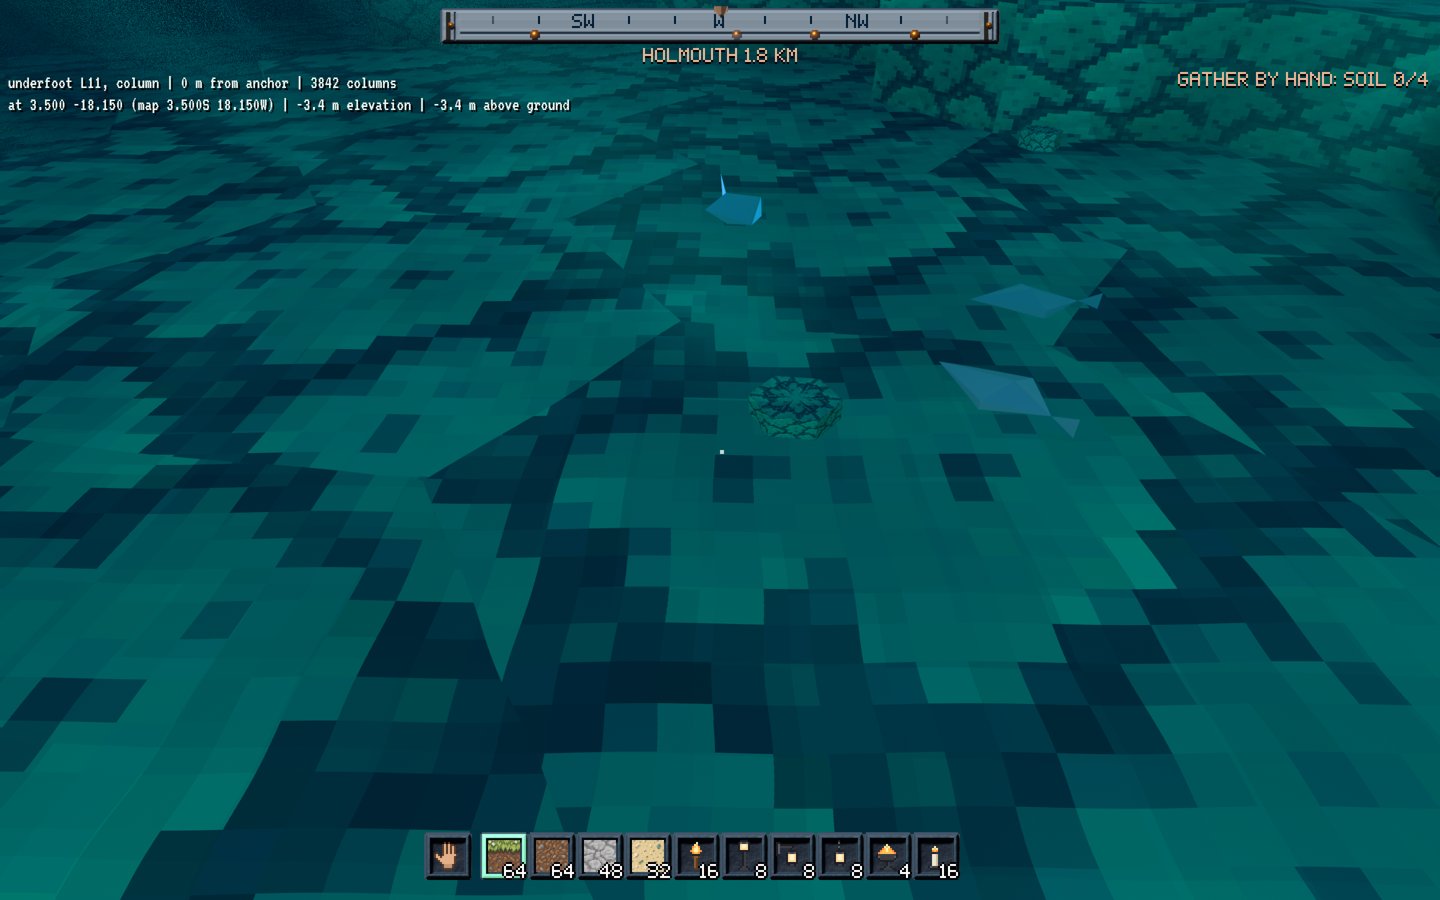 SW W NW
HOLMOUTH 1.8 KM
underfoot L11, column | 0 m from anchor | 3842 columns
at 3.500 -18.150 (map 3.500S 18.150W) | -3.4 m elevation | -3.4 m above ground
GATHER BY HAND: SOIL 0/4
64 64 48 32 16 8 8 8 4 16